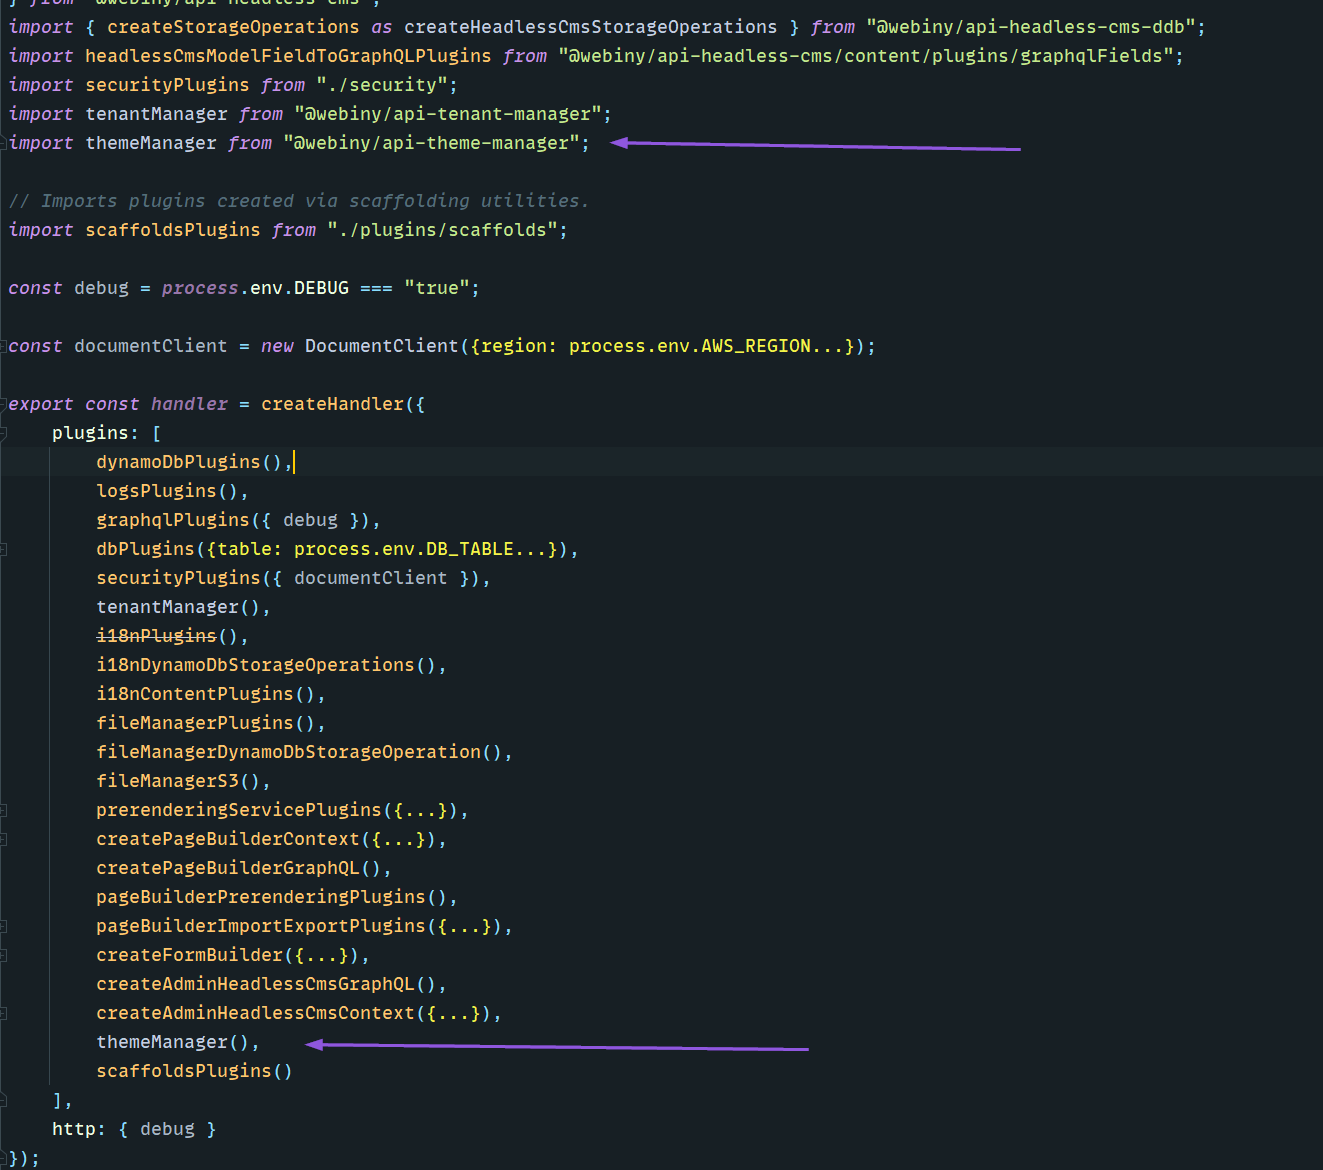 } from "@webiny/api-headless-cms";
import { createStorageOperations as createHeadlessCmsStorageOperations } from "@webiny/api-headless-cms-ddb";
import headlessCmsModelFieldToGraphQLPlugins from "@webiny/api-headless-cms/content/plugins/graphqlFields";
import securityPlugins from "./security";
import tenantManager from "@webiny/api-tenant-manager";
import themeManager from "@webiny/api-theme-manager";
// Imports plugins created via scaffolding utilities.
import scaffoldsPlugins from "./plugins/scaffolds";
const debug = process.env.DEBUG === "true";
const documentClient = new DocumentClient({region: process.env.AWS_REGION...});
export const handler = createHandler({
plugins: [
dynamoDbPlugins(),
logsPlugins(),
graphqlPlugins({ debug }),
dbPlugins({table: process.env.DB_TABLE...}),
securityPlugins({ documentClient }),
tenantManager(),
i18nPlugins(),
i18nDynamoDbStorageOperations(),
i18nContentPlugins(),
fileManagerPlugins(),
fileManagerDynamoDbStorageOperation(),
fileManagerS3(),
prerenderingServicePlugins({...}),
createPageBuilderContext({...}),
createPageBuilderGraphQL(),
pageBuilderPrerenderingPlugins(),
pageBuilderImportExportPlugins({...}),
createFormBuilder({...}),
createAdminHeadlessCmsGraphQL(),
createAdminHeadlessCmsContext({...}),
themeManager(),
scaffoldsPlugins()
],
http: { debug }
});